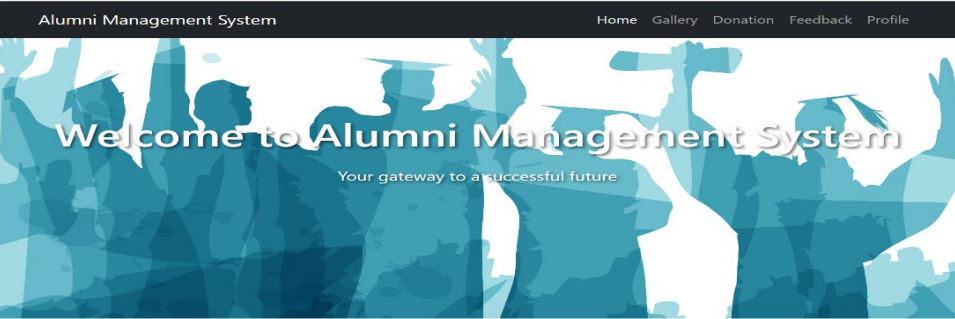 Alumni Management System
Home Gallery Donation Feedback Profile
Welcome to Alumni Management System
Your gateway to a successful future